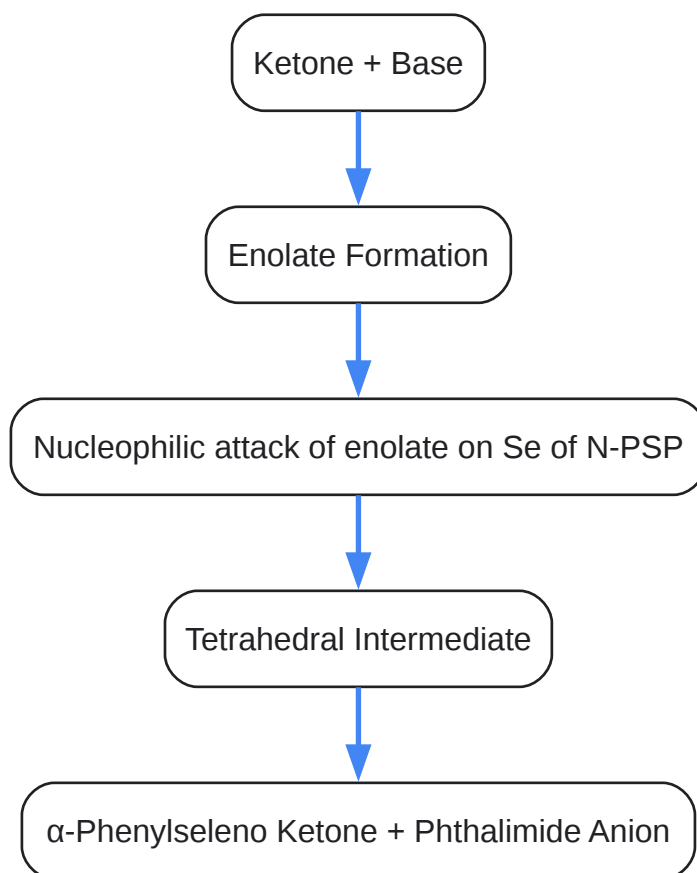 Ketone + Base
Enolate Formation
Nucleophilic attack of enolate on Se of N-PSP
Tetrahedral Intermediate
α-Phenylseleno Ketone + Phthalimide Anion